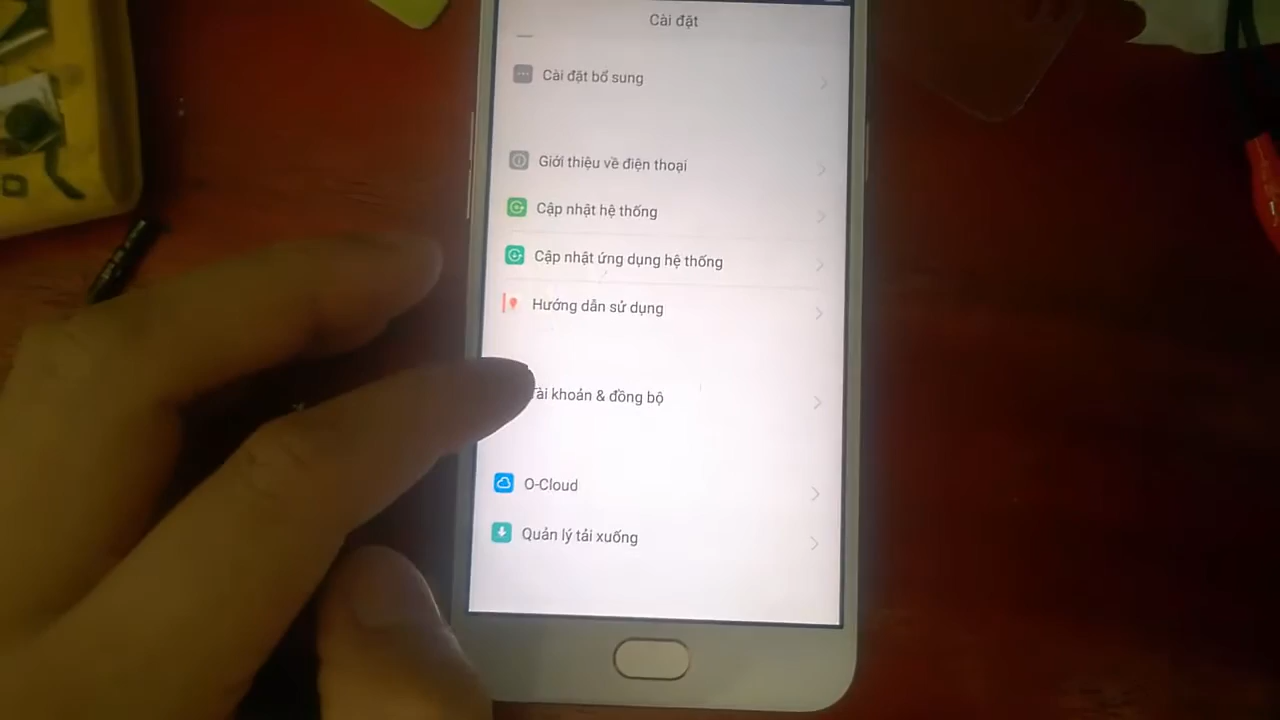 Cài đặt
Cài đặt bổ sung
Giới thiệu về điện thoại
Cập nhật hệ thống
Cập nhật ứng dụng hệ thống
Hướng dẫn sử dụng
Tài khoản & đồng bộ
O-Cloud
Quản lý tải xuống